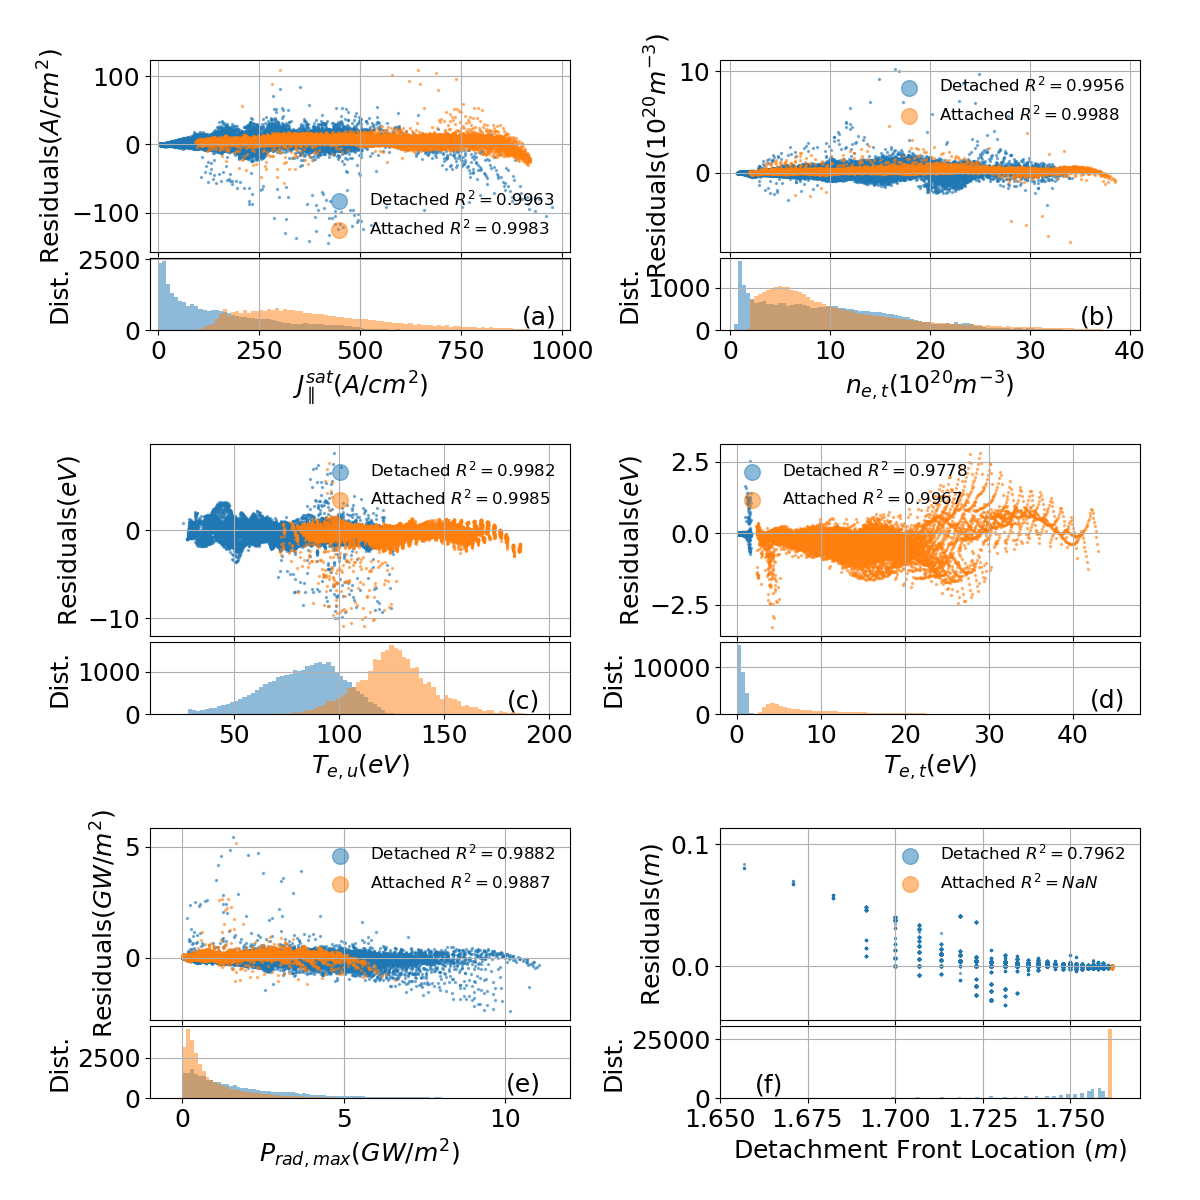 Residuals(A/cm²)
100
0
−100
Detached R² = 0.9963
Attached R² = 0.9983
Dist.
2500
0
(a)
0 250 500 750 1000
J∥^sat(A/cm²)
Residuals(10²⁰m⁻³)
10
0
Detached R² = 0.9956
Attached R² = 0.9988
Dist.
1000
0
(b)
0 10 20 30 40
n_e,t(10²⁰m⁻³)
Residuals(eV)
0
−10
Detached R² = 0.9982
Attached R² = 0.9985
Dist.
1000
0
(c)
50 100 150 200
T_e,u(eV)
Residuals(eV)
2.5
0.0
−2.5
Detached R² = 0.9778
Attached R² = 0.9967
Dist.
10000
0
(d)
0 10 20 30 40
T_e,t(eV)
Residuals(GW/m²)
5
0
Detached R² = 0.9882
Attached R² = 0.9887
Dist.
2500
0
(e)
0 5 10
P_rad,max(GW/m²)
Residuals(m)
0.1
0.0
Detached R² = 0.7962
Attached R² = NaN
Dist.
25000
0
(f)
1.650 1.675 1.700 1.725 1.750
Detachment Front Location (m)